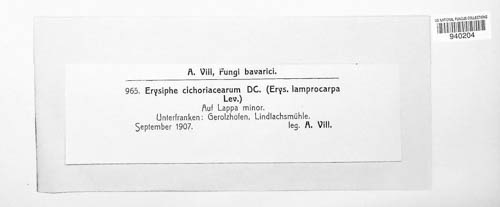 US NATIONAL FUNGUS COLLECTIONS
940204
A. Vill, Fungi bavarici.
965. Erysiphe cichoriacearum DC. (Erys. lamprocarpa
Lev.)
Auf Lappa minor.
Unterfranken: Gerolzhofen, Lindlachsmühle.
September 1907. leg. A. Vill.